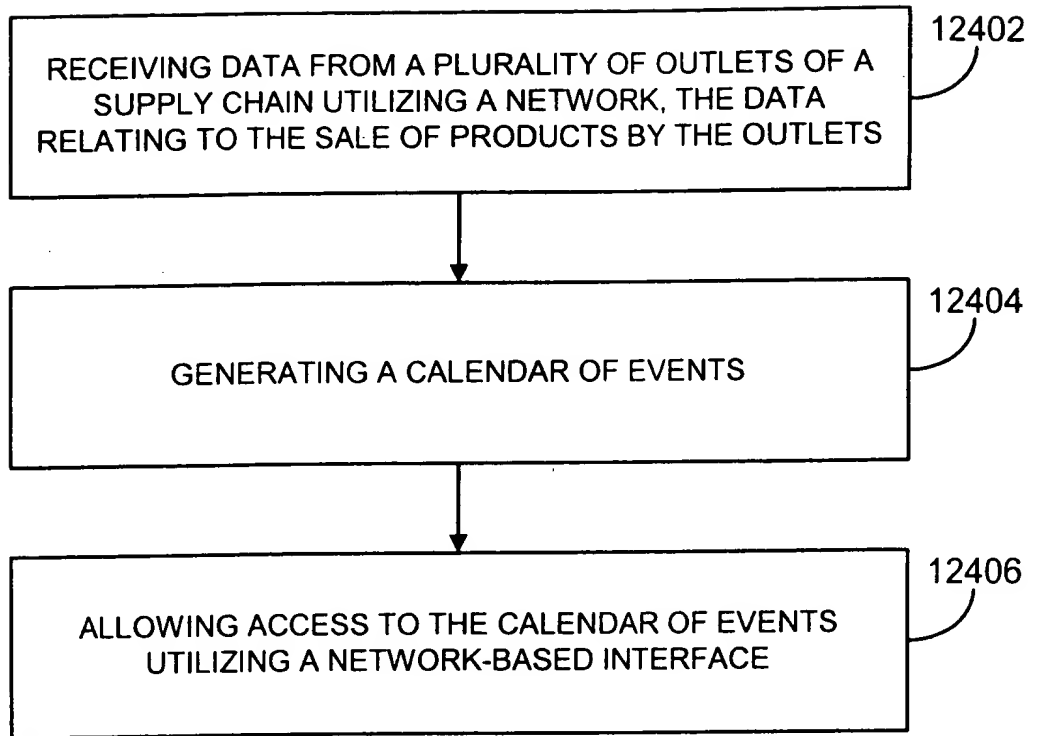 12402
RECEIVING DATA FROM A PLURALITY OF OUTLETS OF A
SUPPLY CHAIN UTILIZING A NETWORK, THE DATA
RELATING TO THE SALE OF PRODUCTS BY THE OUTLETS
12404
GENERATING A CALENDAR OF EVENTS
12406
ALLOWING ACCESS TO THE CALENDAR OF EVENTS
UTILIZING A NETWORK-BASED INTERFACE